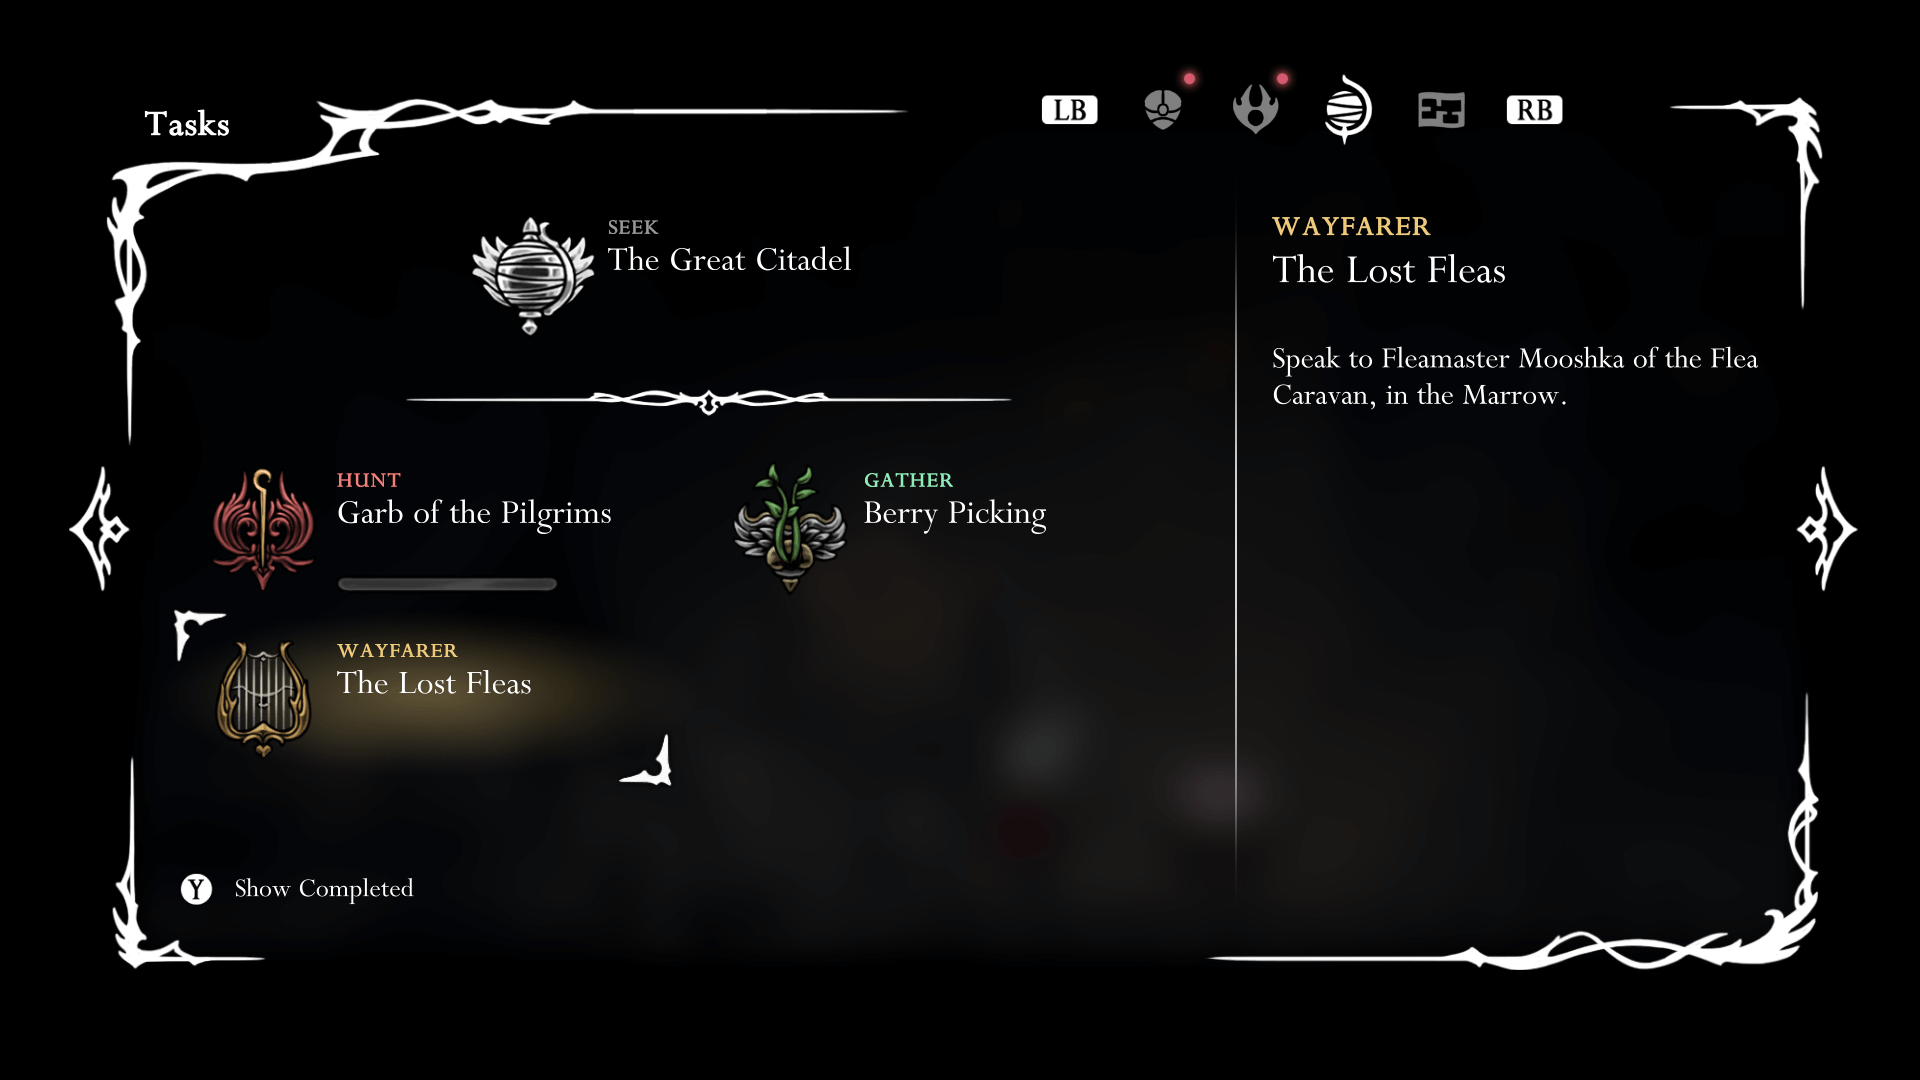 Tasks
LB
RB
SEEK
The Great Citadel
HUNT
Garb of the Pilgrims
GATHER
Berry Picking
WAYFARER
The Lost Fleas
Y Show Completed
WAYFARER
The Lost Fleas
Speak to Fleamaster Mooshka of the Flea
Caravan, in the Marrow.